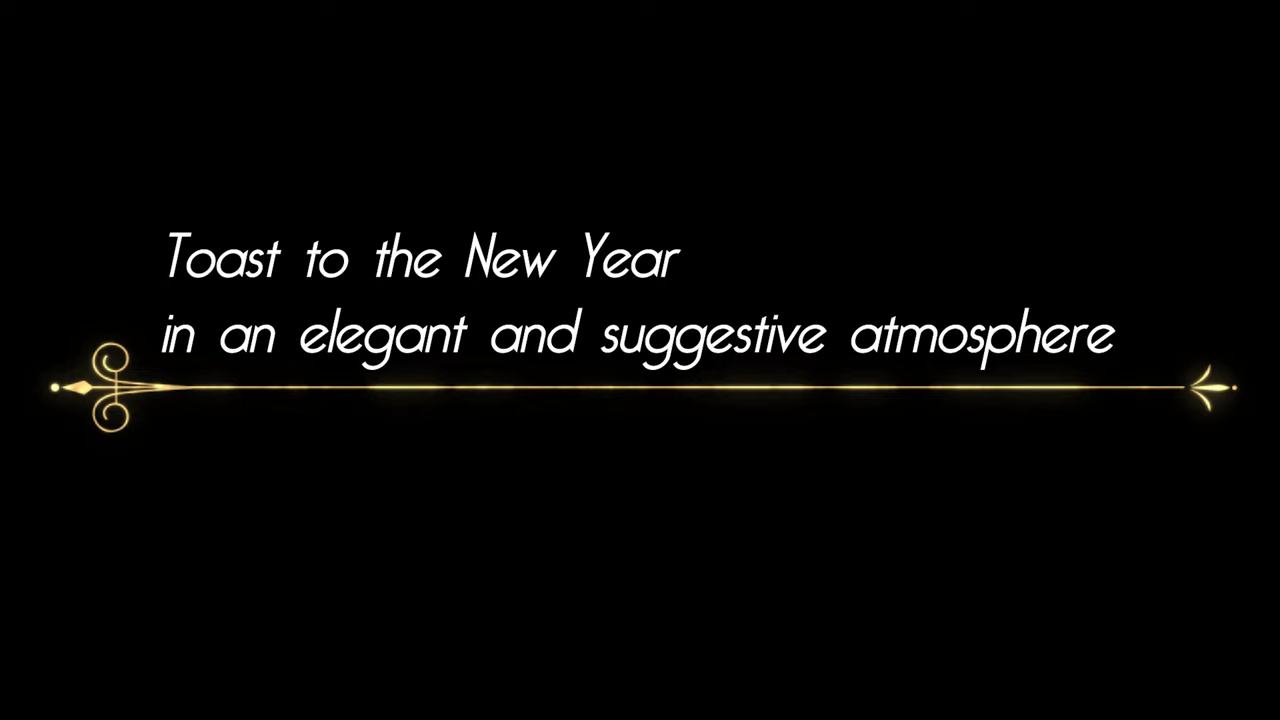 Toast to the New Year
in an elegant and suggestive atmosphere